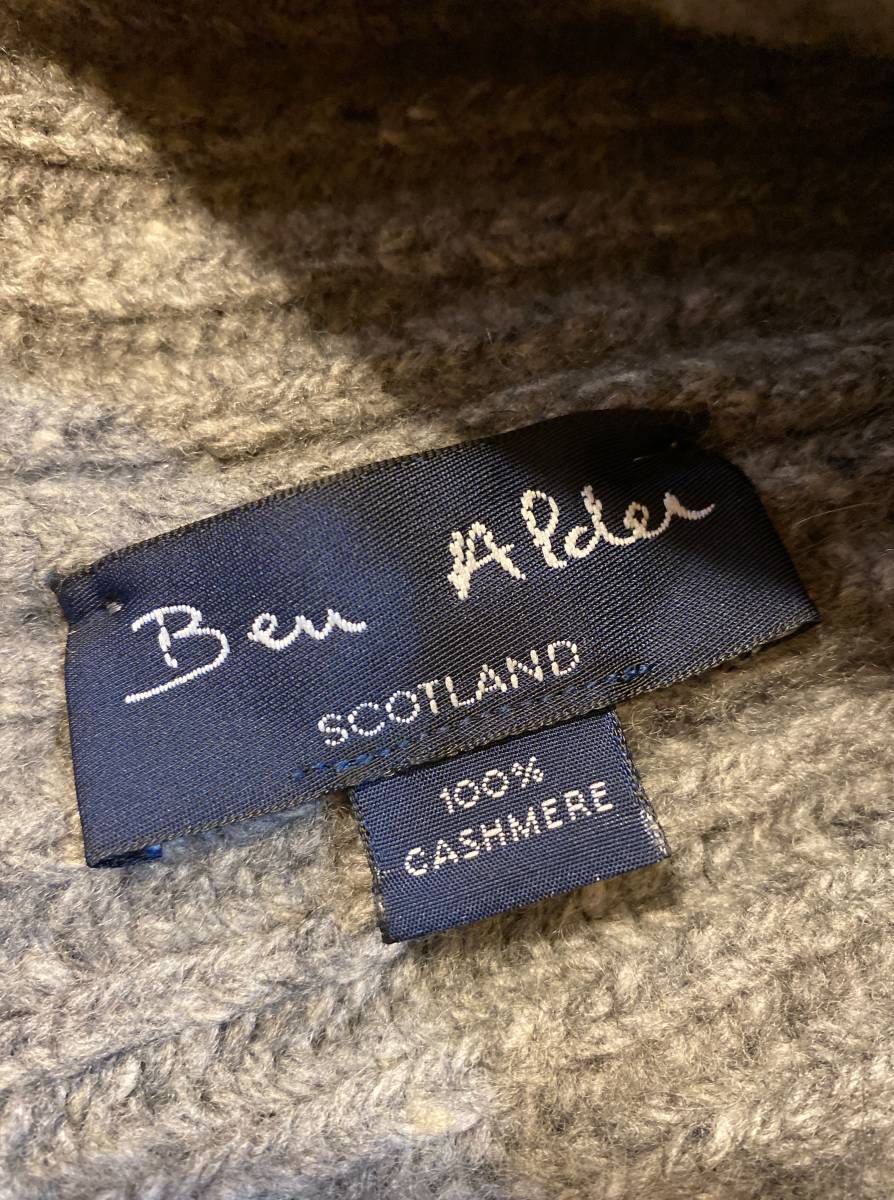 Ben Alder
SCOTLAND
100%
CASHMERE